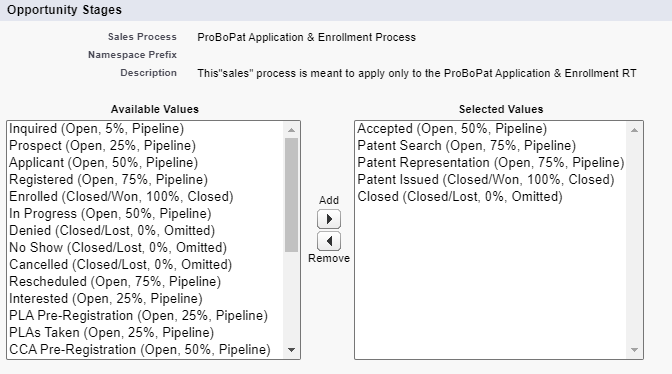 Opportunity Stages
Sales Process ProBoPat Application & Enrollment Process
Namespace Prefix
Description This"sales" process is meant to apply only to the ProBoPat Application & Enrollment RT
Available Values
Inquired (Open, 5%, Pipeline)
Prospect (Open, 25%, Pipeline)
Applicant (Open, 50%, Pipeline)
Registered (Open, 75%, Pipeline)
Enrolled (Closed/Won, 100%, Closed)
In Progress (Open, 50%, Pipeline)
Denied (Closed/Lost, 0%, Omitted)
No Show (Closed/Lost, 0%, Omitted)
Cancelled (Closed/Lost, 0%, Omitted)
Rescheduled (Open, 75%, Pipeline)
Interested (Open, 25%, Pipeline)
PLA Pre-Registration (Open, 25%, Pipeline)
PLAs Taken (Open, 25%, Pipeline)
CCA Pre-Registration (Open, 50%, Pipeline)
Add
Remove
Selected Values
Accepted (Open, 50%, Pipeline)
Patent Search (Open, 75%, Pipeline)
Patent Representation (Open, 75%, Pipeline)
Patent Issued (Closed/Won, 100%, Closed)
Closed (Closed/Lost, 0%, Omitted)